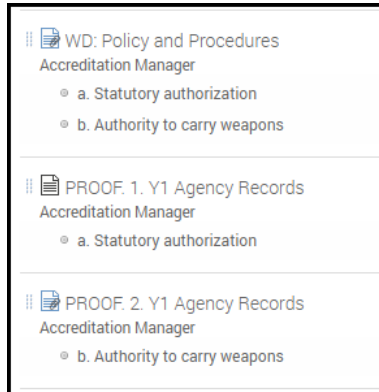 WD: Policy and Procedures
Accreditation Manager
a. Statutory authorization
b. Authority to carry weapons
PROOF. 1. Y1 Agency Records
Accreditation Manager
a. Statutory authorization
PROOF. 2. Y1 Agency Records
Accreditation Manager
b. Authority to carry weapons